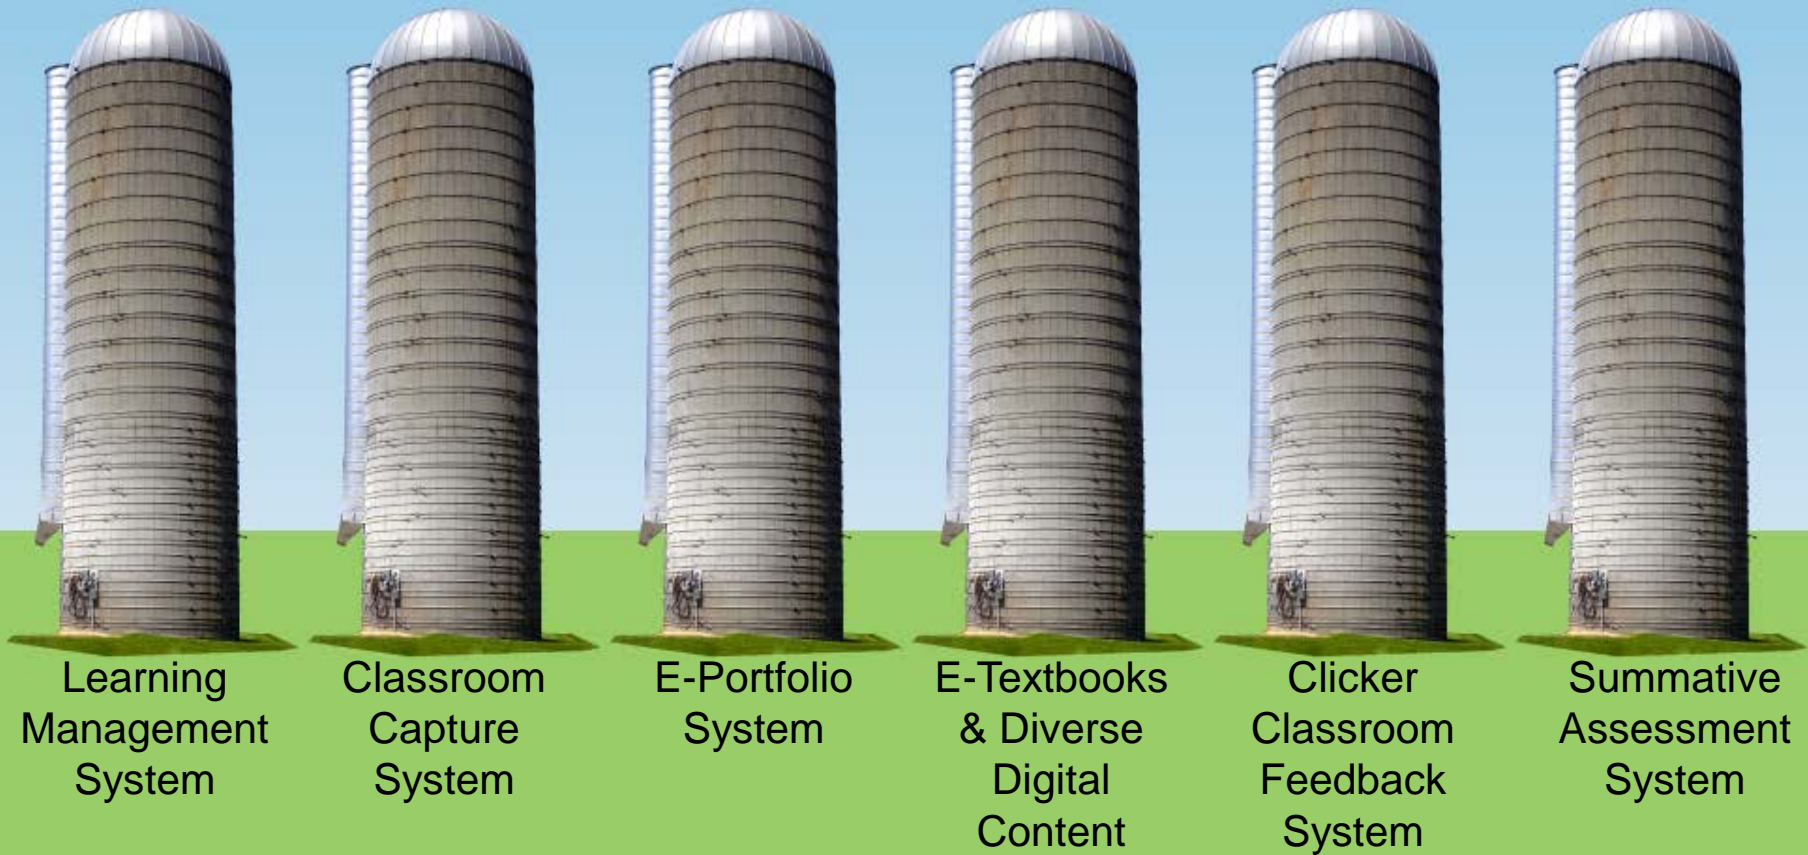 Learning
Management
System
Classroom
Capture
System
E-Portfolio
System
E-Textbooks
& Diverse
Digital
Content
Clicker
Classroom
Feedback
System
Summative
Assessment
System